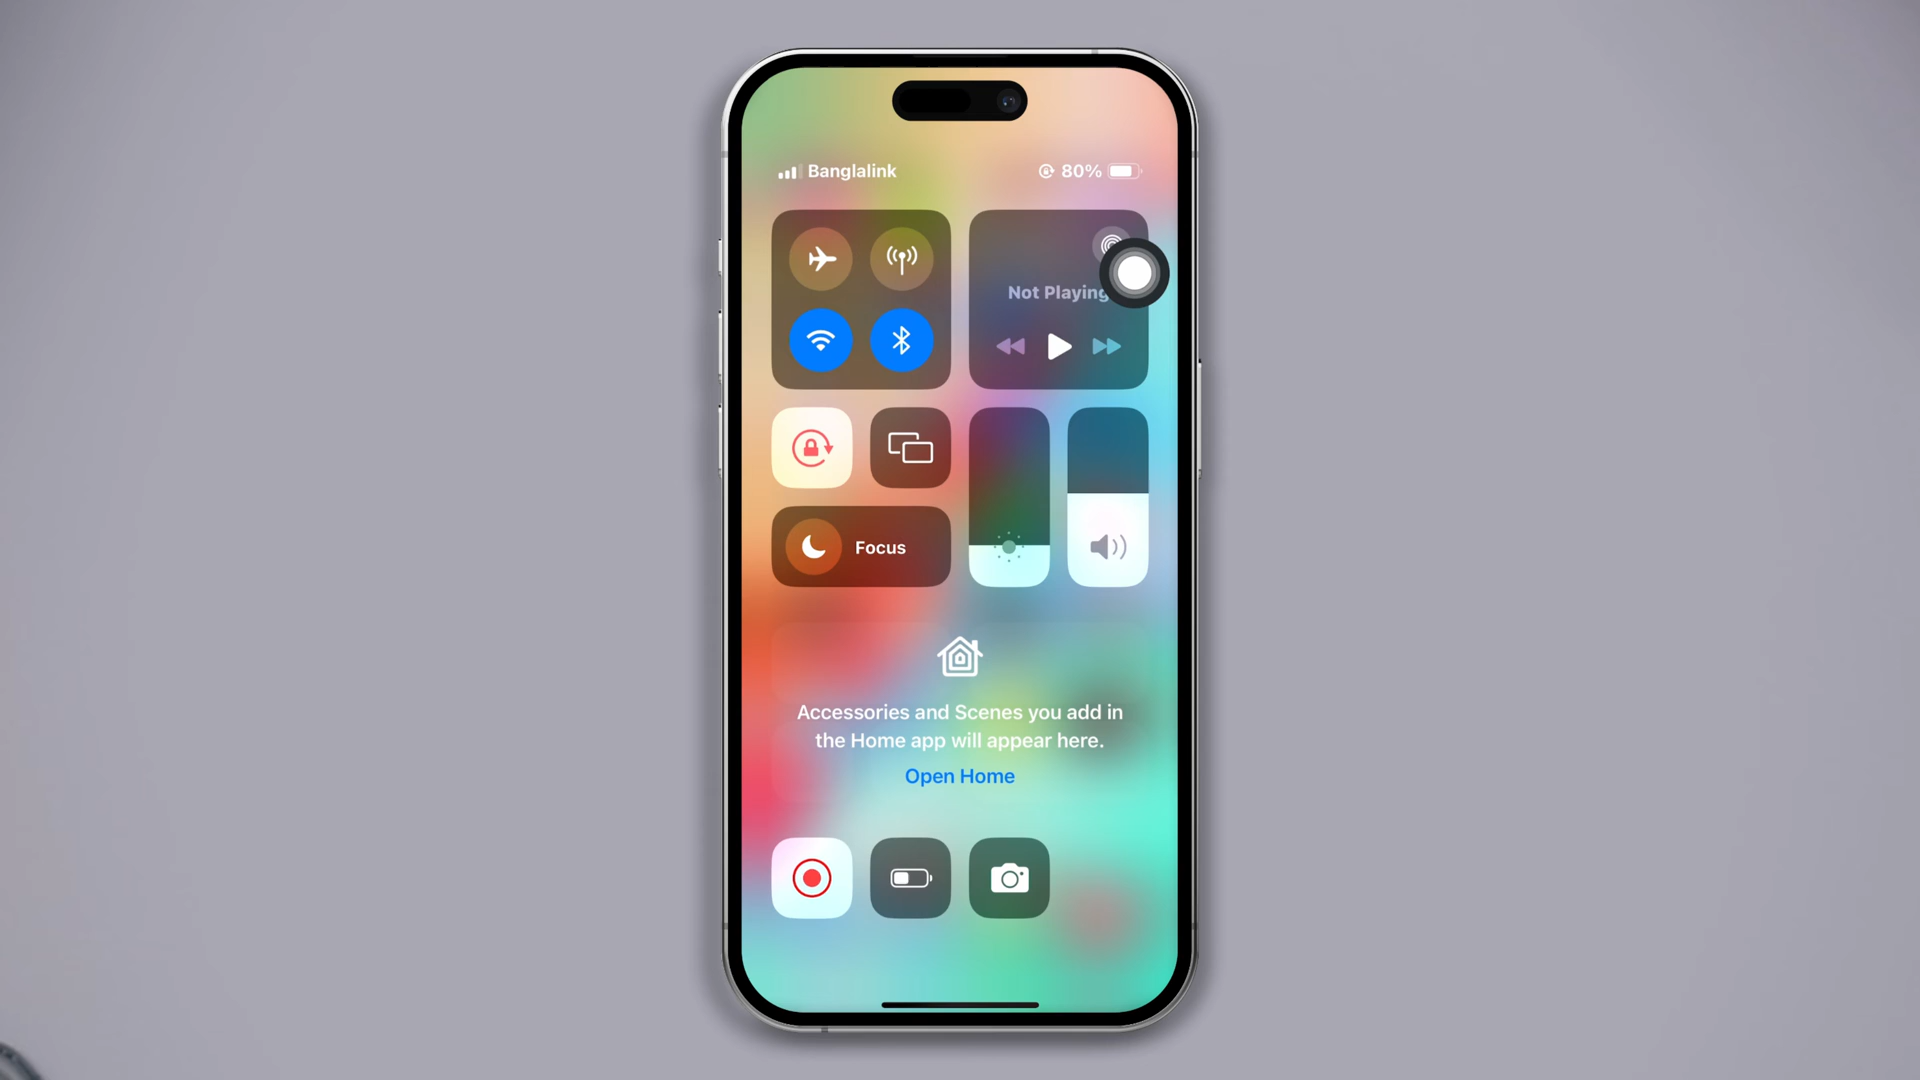 Banglalink
80%
Not Playing
Focus
Accessories and Scenes you add in
the Home app will appear here.
Open Home